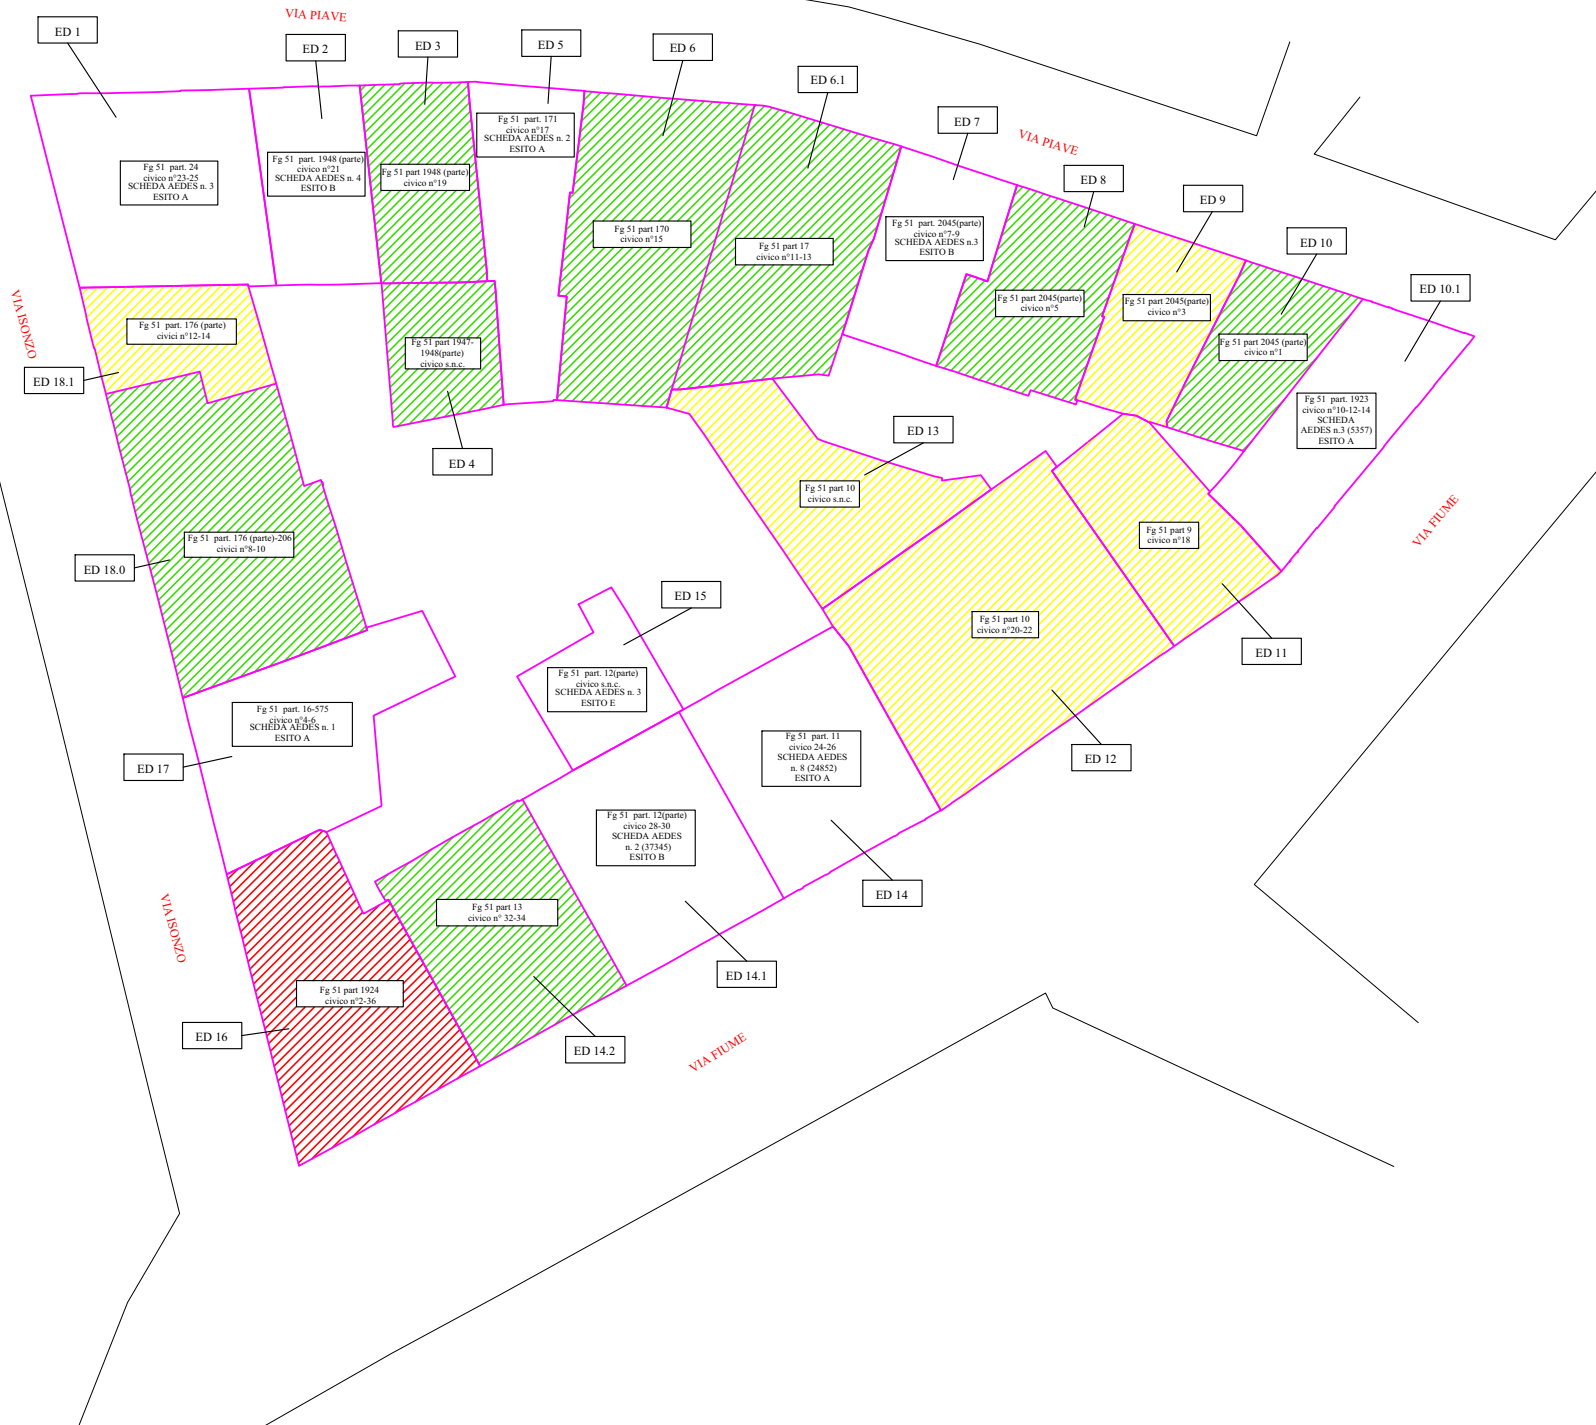 VIA PIAVE
ED 1
ED 2
ED 3
ED 5
ED 6
ED 6.1
ED 7
VIA PIAVE
ED 8
ED 9
ED 10
ED 10.1
Fg 51 part. 24
civico n°23-25
SCHEDA AEDES n. 3
ESITO A
Fg 51 part. 1948 (parte)
civico n°21
SCHEDA AEDES n. 4
ESITO B
Fg 51 part 1948 (parte)
civico n°19
Fg 51 part. 171
civico n°17
SCHEDA AEDES n. 2
ESITO A
Fg 51 part 170
civico n°15
Fg 51 part 17
civico n°11-13
Fg 51 part. 2045(parte)
civico n°7-9
SCHEDA AEDES n.3
ESITO B
Fg 51 part 2045(parte)
civico n°5
Fg 51 part 2045(parte)
civico n°3
Fg 51 part 2045 (parte)
civico n°1
Fg 51 part. 1923
civico n°10-12-14
SCHEDA
AEDES n.3 (5357)
ESITO A
VIA ISONZO
Fg 51 part. 176 (parte)
civici n°12-14
ED 18.1
Fg 51 part 1947-
1948(parte)
civico s.n.c.
ED 4
ED 13
Fg 51 part 10
civico s.n.c.
Fg 51 part 9
civico n°18
VIA FIUME
Fg 51 part. 176 (parte)-206
civici n°8-10
ED 18.0
ED 15
Fg 51 part 10
civico n°20-22
ED 11
Fg 51 part. 12(parte)
civico s.n.c.
SCHEDA AEDES n. 3
ESITO E
Fg 51 part. 16-575
civico n°4-6
SCHEDA AEDES n. 1
ESITO A
ED 17
Fg 51 part. 11
civico 24-26
SCHEDA AEDES
n. 8 (24852)
ESITO A
ED 12
Fg 51 part. 12(parte)
civico 28-30
SCHEDA AEDES
n. 2 (37345)
ESITO B
ED 14
VIA ISONZO
Fg 51 part 13
civico n° 32-34
ED 14.1
Fg 51 part 1924
civico n°2-36
ED 16
ED 14.2
VIA FIUME